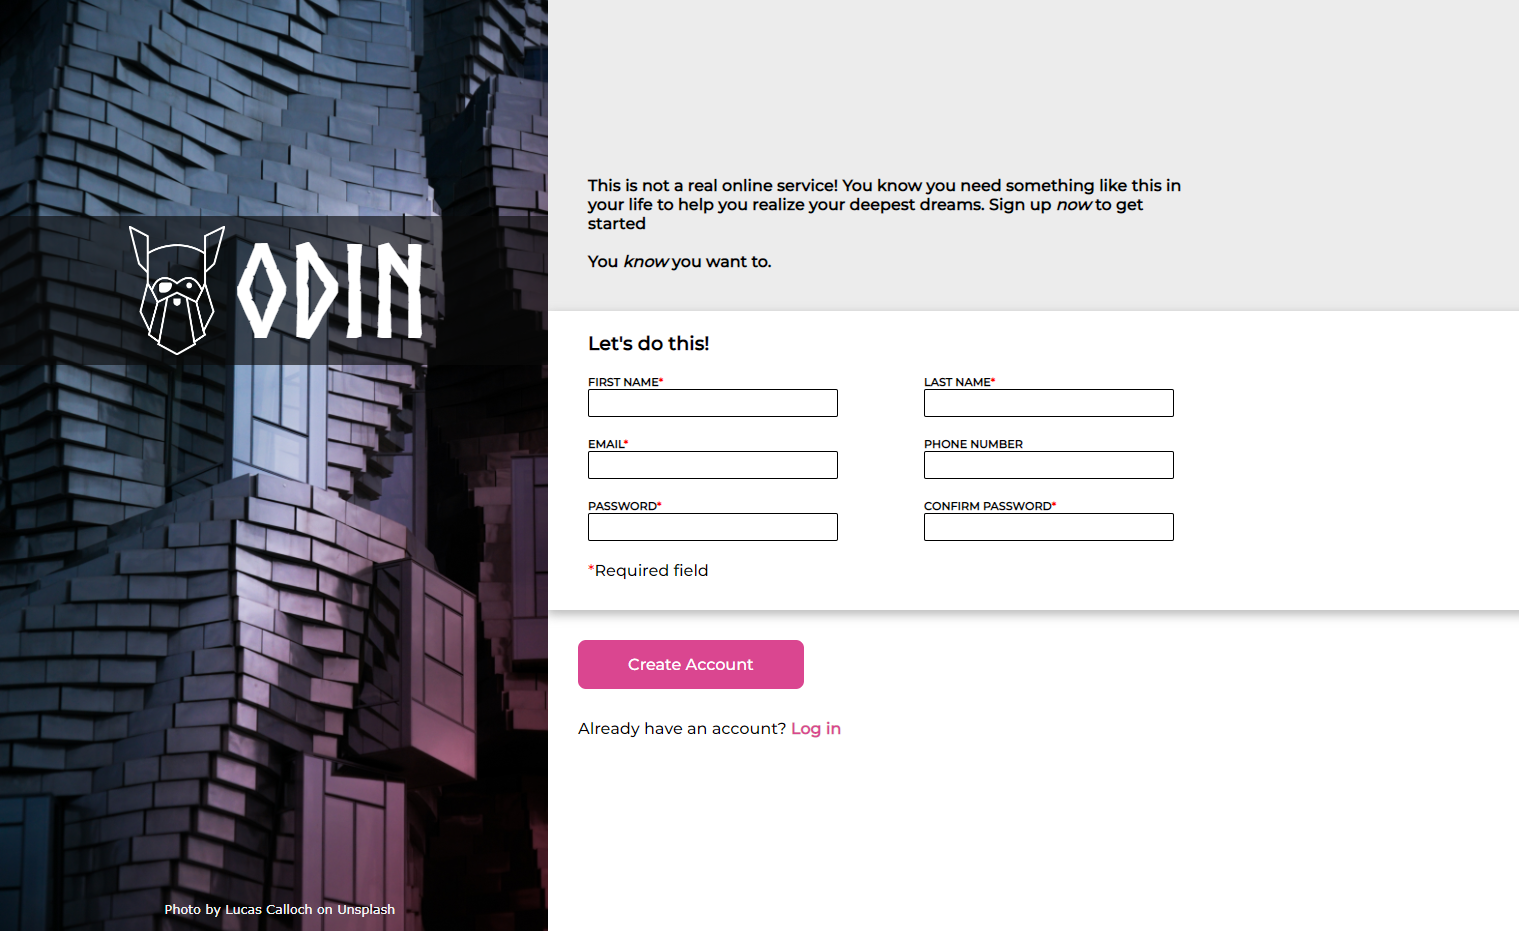 ODIN
Photo by Lucas Calloch on Unsplash
This is not a real online service! You know you need something like this in
your life to help you realize your deepest dreams. Sign up now to get
started
You know you want to.
Let's do this!
FIRST NAME*
LAST NAME*
EMAIL*
PHONE NUMBER
PASSWORD*
CONFIRM PASSWORD*
*Required field
Create Account
Already have an account? Log in